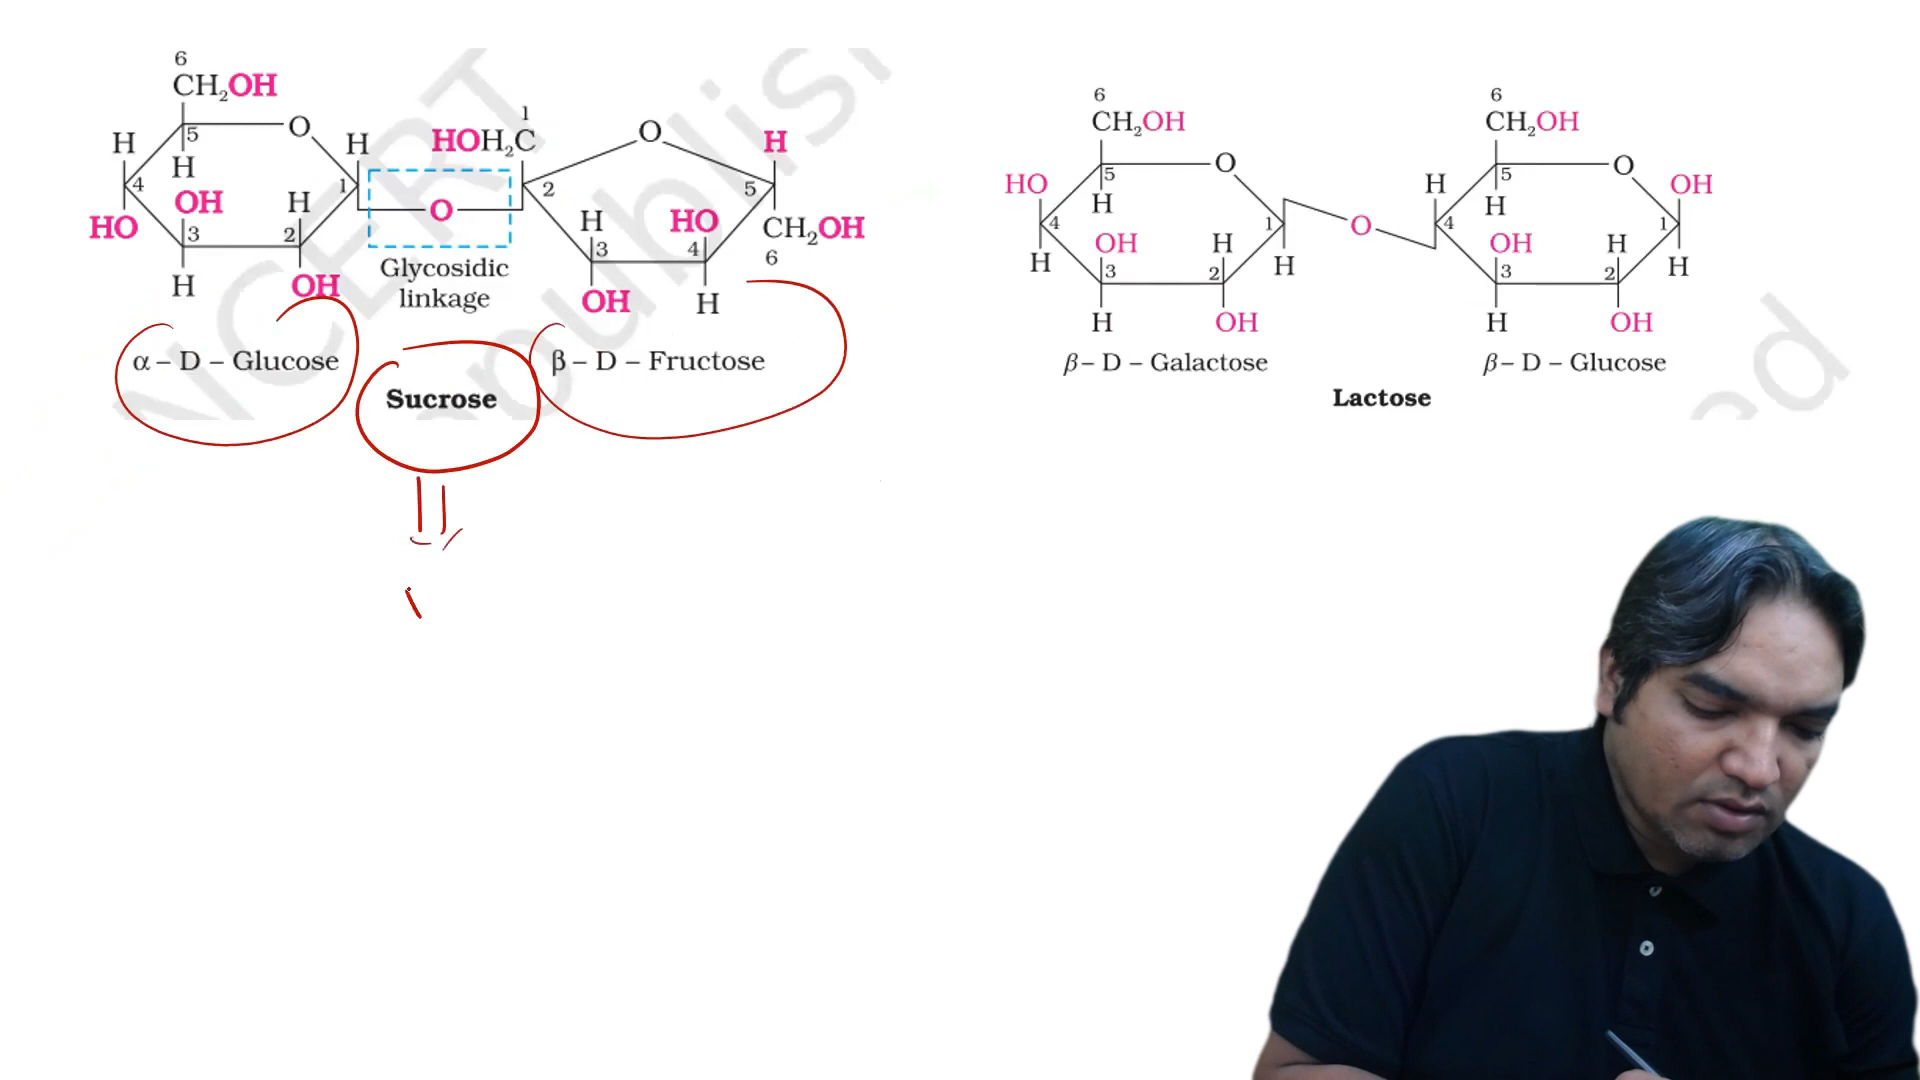 6
CH₂OH
5
O
H
H
H
4
1
OH
H
HO
3
2
H
OH
α – D – Glucose
1
HOH₂C
O
H
2
5
O
H
HO
CH₂OH
3
4
6
Glycosidic
linkage
OH
H
β – D – Fructose
Sucrose
6
CH₂OH
5
O
HO
H
4
1
OH
H
H
H
3
2
H
OH
β – D – Galactose
O
6
CH₂OH
5
O
H
OH
H
4
1
OH
H
H
3
2
H
OH
β – D – Glucose
Lactose
NCERT
republished